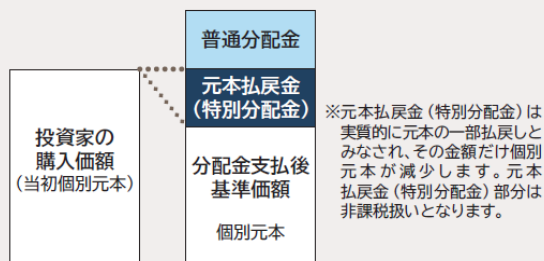 普通分配金
元本払戻金
(特別分配金)
投資家の
購入価額
(当初個別元本)
分配金支払後
基準価額
個別元本
※元本払戻金(特別分配金)は
実質的に元本の一部払戻しと
みなされ、その金額だけ個別
元本が減少します。元本
払戻金(特別分配金)部分は
非課税扱いとなります。